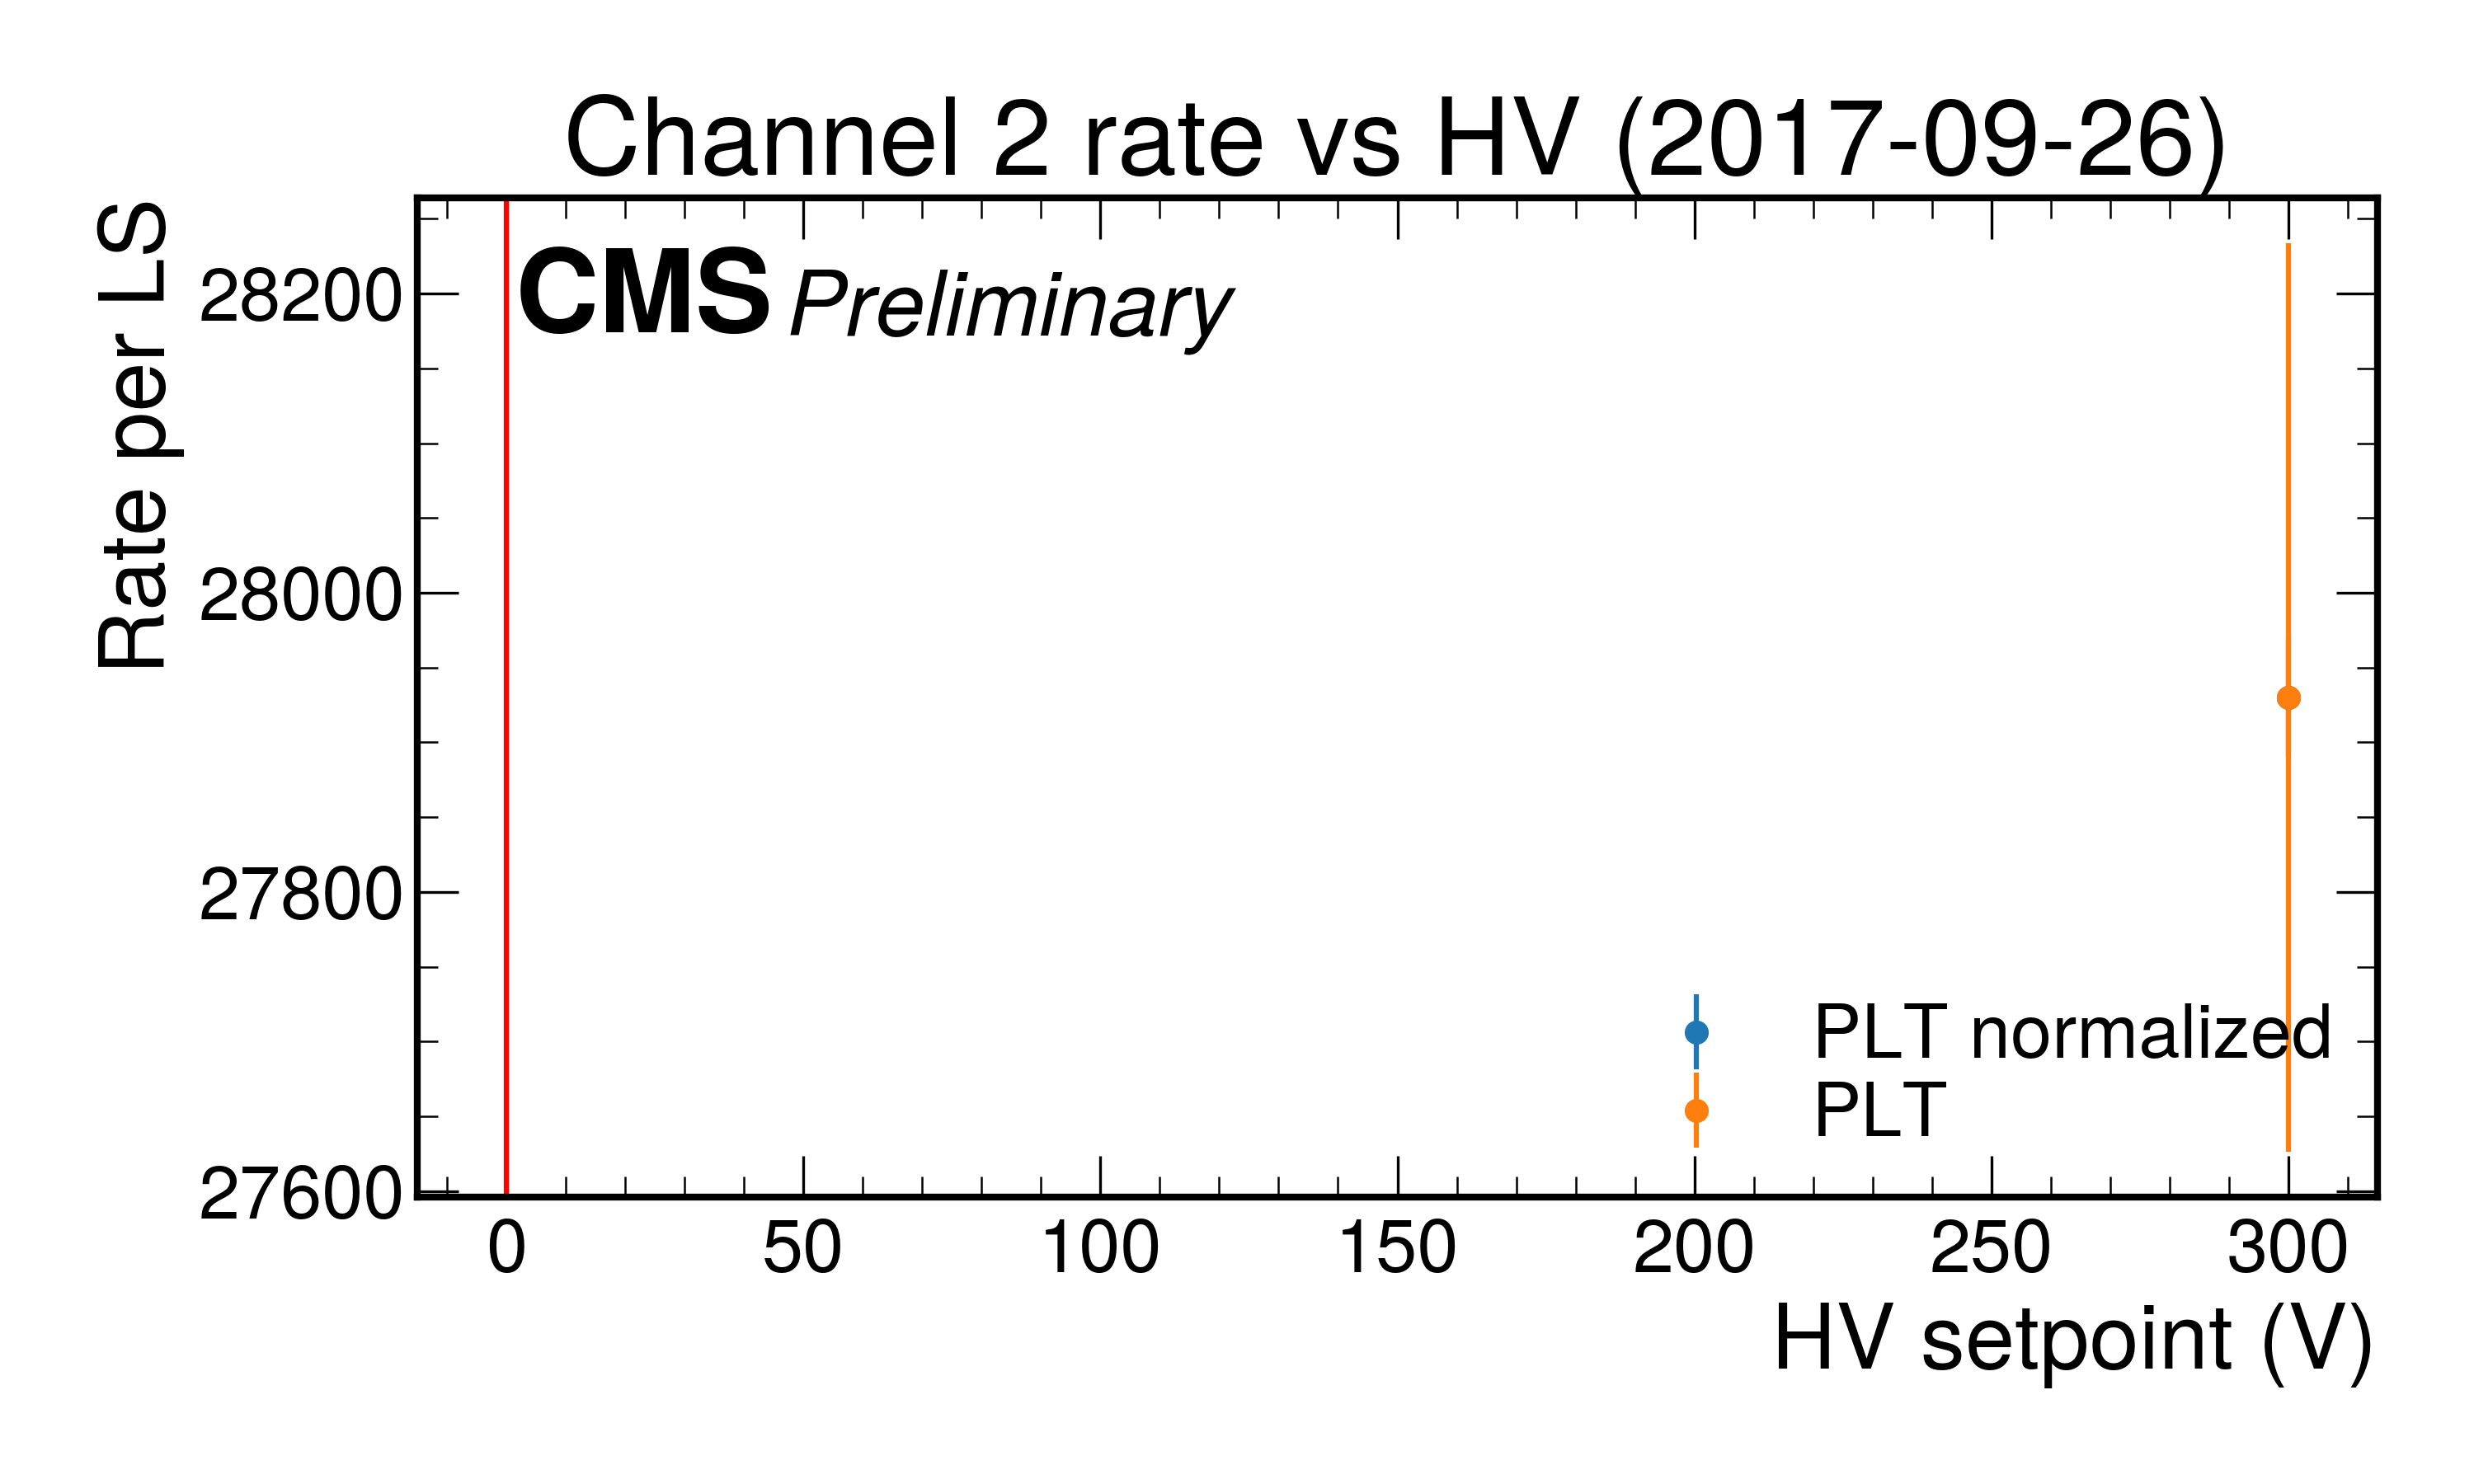 Channel 2 rate vs HV (2017-09-26)
CMS Preliminary
Rate per LS
28200
28000
27800
27600
PLT normalized
PLT
0 50 100 150 200 250 300
HV setpoint (V)